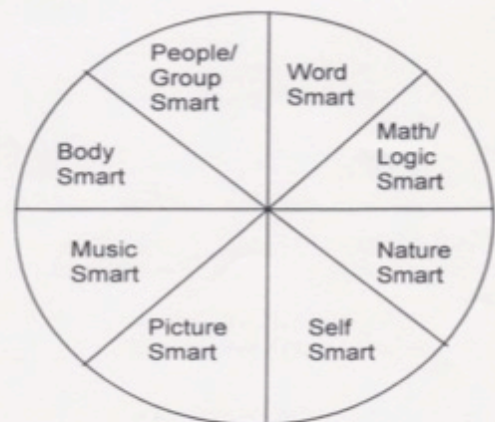 People/
Group
Smart
Word
Smart
Math/
Logic
Smart
Nature
Smart
Self
Smart
Picture
Smart
Music
Smart
Body
Smart